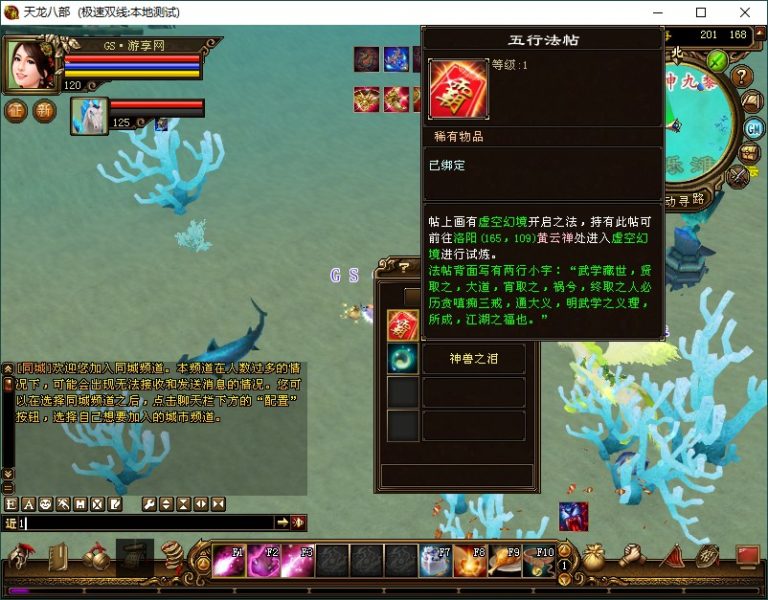 天龙八部 (极速双线:本地测试)
GS·游享网
120
125
征 新
五行法帖
等级:1
稀有物品
已绑定
帖上画有虚空幻境开启之法，持有此帖可
前往洛阳(165，109)黄云禅处进入虚空幻
境进行试炼。
法帖背面写有两行小字：“武学藏世，贤
取之，大道，宵取之，祸兮，终取之人必
历贪嗔痴三戒，通大义，明武学之义理，
所成，江湖之福也。”
201 168
北
?
GM
动寻路
GS
?
神兽之泪
[同城]欢迎您加入同城频道。本频道在人数过多的情
况下，可能会出现无法接收和发送消息的情况。您可
以在选择同城频道之后，点击聊天栏下方的“配置”
按钮，选择自己想要加入的城市频道。
近1
F1 F2 F3 F7 F8 F9 F10
1